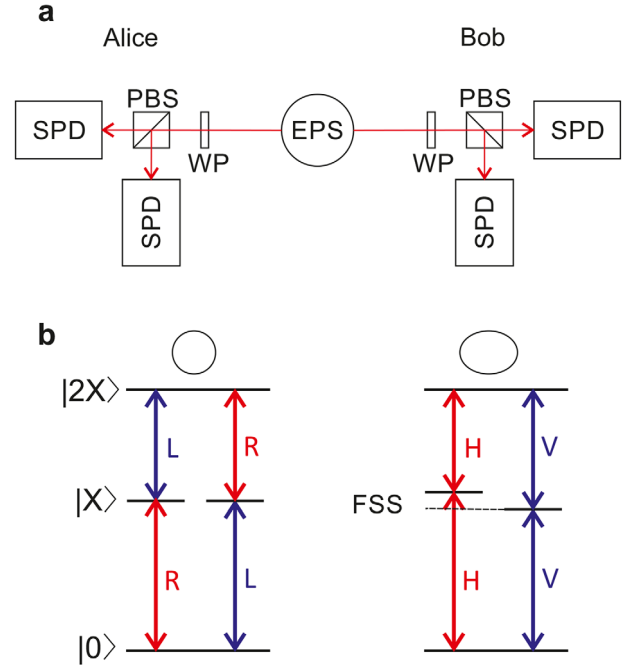 a
Alice
Bob
PBS
PBS
SPD
EPS
SPD
WP
WP
SPD
SPD
b
|2X⟩
L
R
H
V
|X⟩
FSS
R
L
H
V
|0⟩